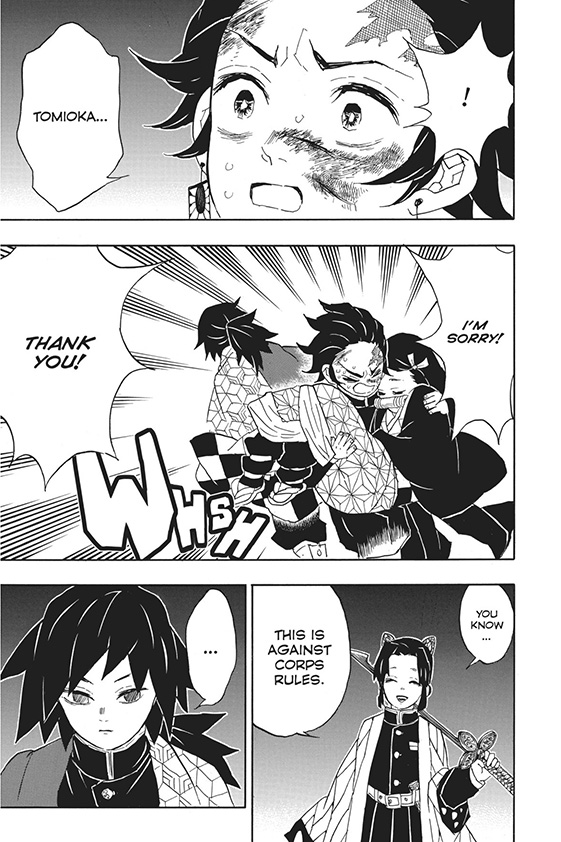 !
TOMIOKA...
I'M
SORRY!
THANK
YOU!
WHSH
YOU
KNOW
...
THIS IS
AGAINST
CORPS
RULES.
...